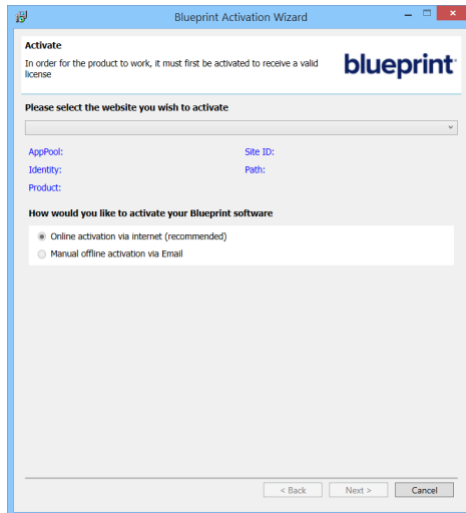 Blueprint Activation Wizard
Activate
In order for the product to work, it must first be activated to receive a valid
license
blueprint
Please select the website you wish to activate
AppPool:
Site ID:
Identity:
Path:
Product:
How would you like to activate your Blueprint software
Online activation via internet (recommended)
Manual offline activation via Email
< Back
Next >
Cancel